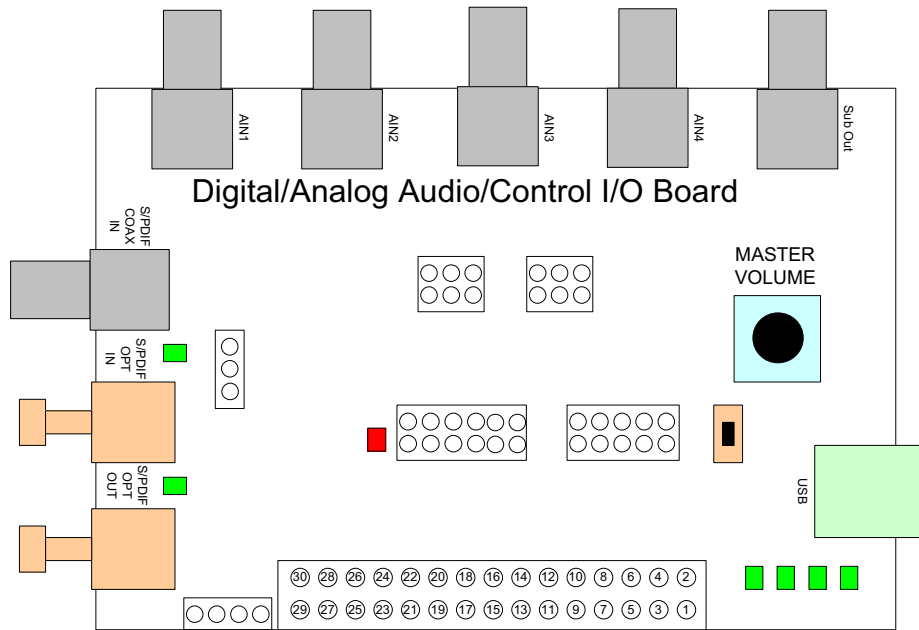 AIN1
AIN2
AIN3
AIN4
Sub Out
Digital/Analog Audio/Control I/O Board
S/PDIF
COAX
IN
MASTER
VOLUME
S/PDIF
OPT
IN
S/PDIF
OPT
OUT
USB
30 28 26 24 22 20 18 16 14 12 10 8 6 4 2
29 27 25 23 21 19 17 15 13 11 9 7 5 3 1